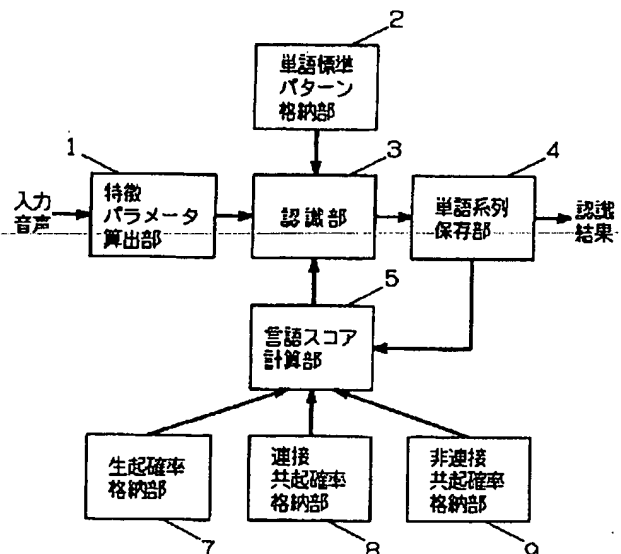 2
単語標準
パターン
格納部
1
3
4
入力
音声
特徴
パラメータ
算出部
認識部
単語系列
保存部
認識
結果
5
言語スコア
計算部
生起確率
格納部
連接
共起確率
格納部
非連接
共起確率
格納部
7
8
9